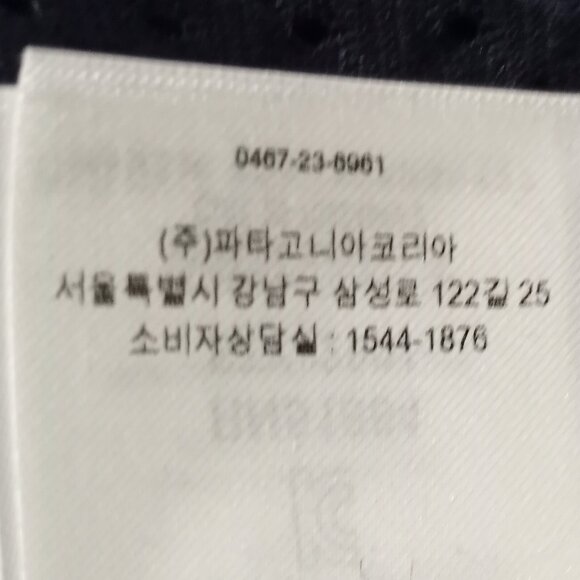 0467-23-6961
(주)파타고니아코리아
서울특별시 강남구 삼성로 122길 25
소비자상담실 : 1544-1876